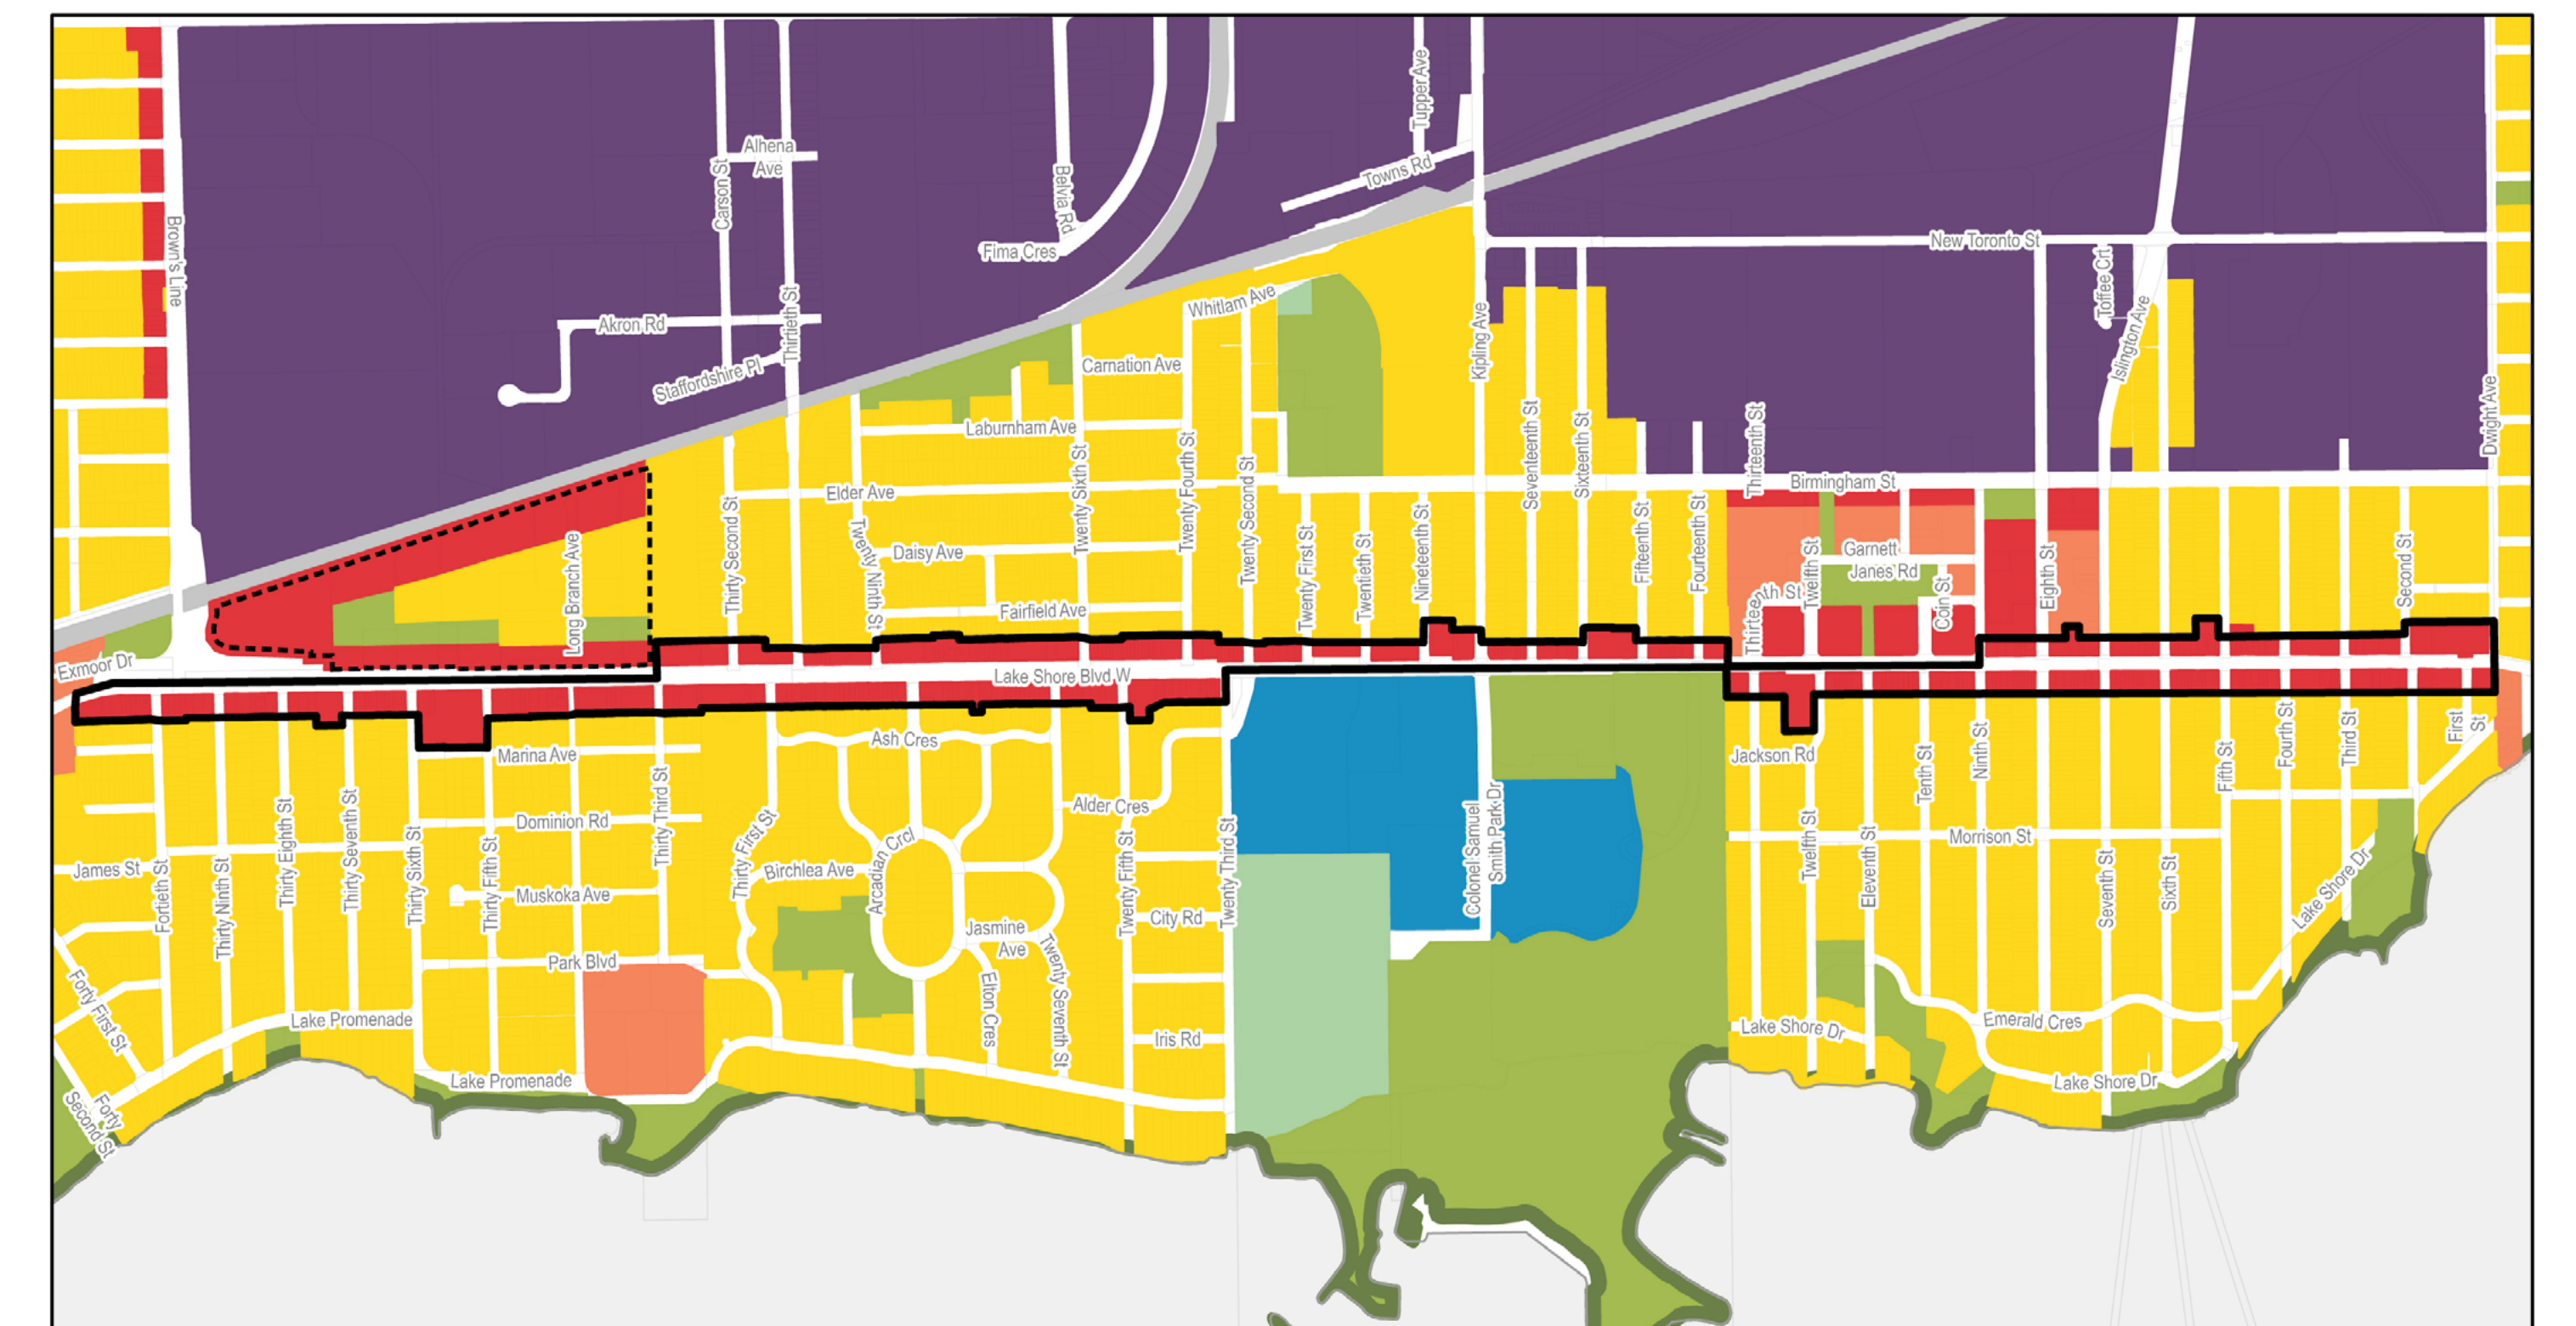 Tupper Ave
Alhena
Ave
Carson St
Towns Rd
Belvia Rd
Brown's Line
Fima Cres
New Toronto St
Toffee Crt
Whitlam Ave
Akron Rd
Thirtieth St
Kipling Ave
Islington Ave
Staffordshire Pl
Carnation Ave
Dwight Ave
Laburnham Ave
Seventeenth St
Sixteenth St
Thirteenth St
Twenty Sixth St
Twenty Fourth St
Birmingham St
Elder Ave
Twenty Second St
Thirty Second St
Twenty Ninth St
Twenty First St
Twentieth St
Nineteenth St
Fifteenth St
Fourteenth St
Long Branch Ave
Daisy Ave
Garnett
Janes Rd
Twelfth St
Eighth St
Second St
Coin St
Thirteenth St
Fairfield Ave
Exmoor Dr
Lake Shore Blvd W
Marina Ave
Ash Cres
Jackson Rd
Ninth St
Tenth St
Fifth St
Fourth St
Third St
First
St
Alder Cres
Colonel Samuel
Smith Park Dr
Dominion Rd
Thirty Third St
Thirty First St
Arcadian Crcl
Morrison St
James St
Fortieth St
Thirty Ninth St
Thirty Eighth St
Thirty Seventh St
Thirty Sixth St
Thirty Fifth St
Birchlea Ave
Muskoka Ave
Twenty Fifth St
Twenty Third St
Twelfth St
Eleventh St
Seventh St
Sixth St
Lake Shore Dr
City Rd
Jasmine
Ave
Park Blvd
Twenty Seventh St
Elton Cres
Forty First St
Lake Promenade
Lake Shore Dr
Emerald Cres
Iris Rd
Lake Promenade
Lake Shore Dr
Forty
Second St